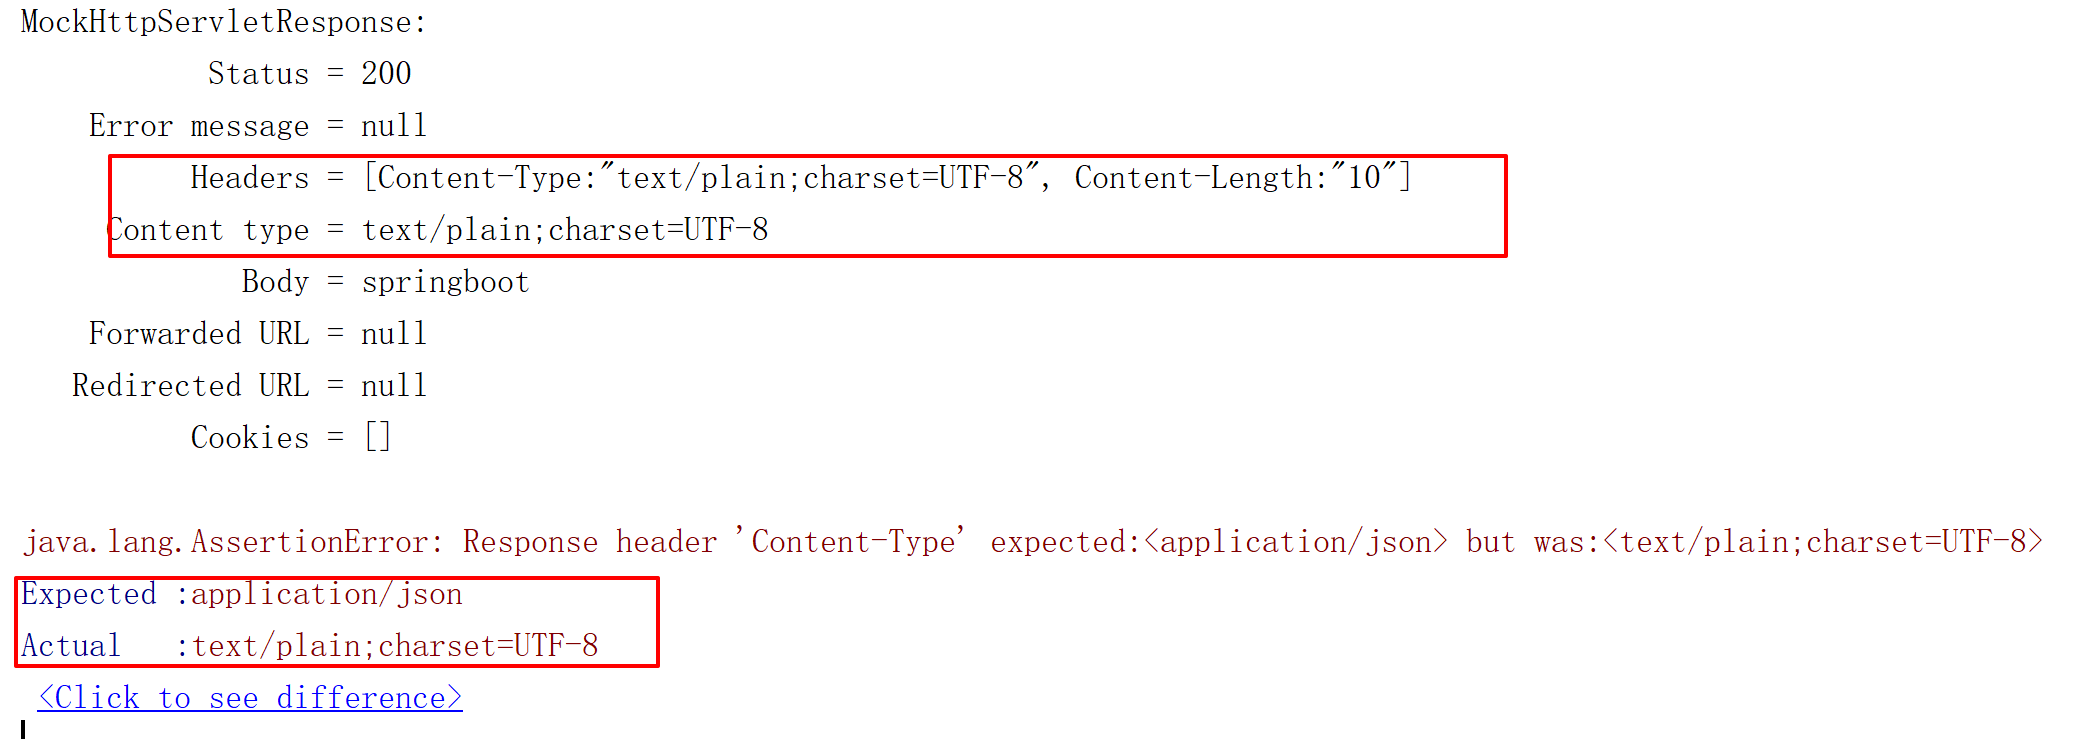 MockHttpServletResponse:
Status = 200
Error message = null
Headers = [Content-Type:"text/plain;charset=UTF-8", Content-Length:"10"]
Content type = text/plain;charset=UTF-8
Body = springboot
Forwarded URL = null
Redirected URL = null
Cookies = []
java.lang.AssertionError: Response header 'Content-Type' expected:<application/json> but was:<text/plain;charset=UTF-8>
Expected :application/json
Actual :text/plain;charset=UTF-8
<Click to see difference>